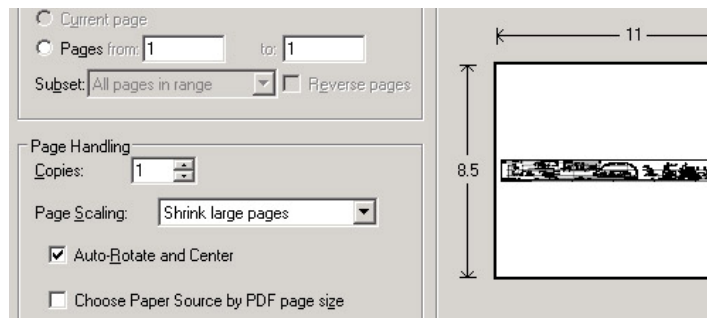 Current page
Pages from: 1 to: 1
Subset: All pages in range Reverse pages
Page Handling
Copies: 1
Page Scaling: Shrink large pages
Auto-Rotate and Center
Choose Paper Source by PDF page size
11
8.5